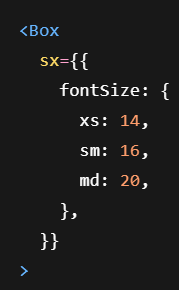 <Box
  sx={{
    fontSize: {
      xs: 14,
      sm: 16,
      md: 20,
    },
  }}
>